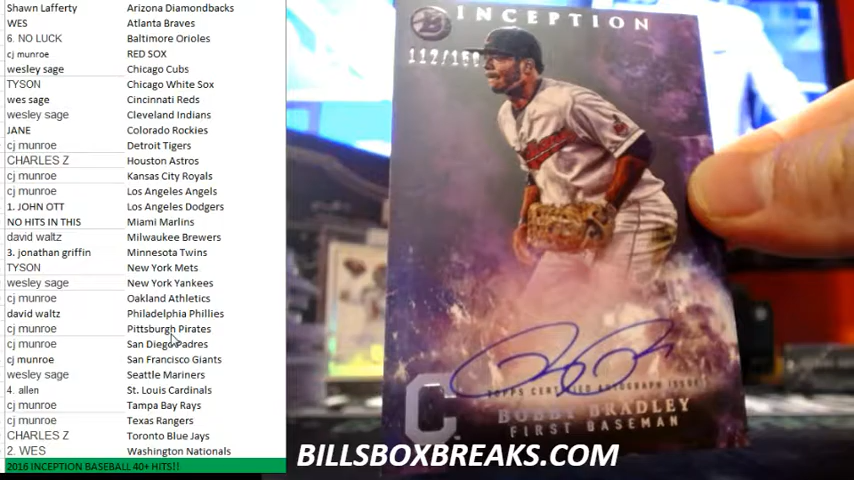 Shawn Lafferty Arizona Diamondbacks
WES Atlanta Braves
6. NO LUCK Baltimore Orioles
cj munroe RED SOX
wesley sage Chicago Cubs
TYSON Chicago White Sox
wes sage Cincinnati Reds
wesley sage Cleveland Indians
JANE Colorado Rockies
cj munroe Detroit Tigers
CHARLES Z Houston Astros
cj munroe Kansas City Royals
cj munroe Los Angeles Angels
1. JOHN OTT Los Angeles Dodgers
NO HITS IN THIS Miami Marlins
david waltz Milwaukee Brewers
3. jonathan griffin Minnesota Twins
TYSON New York Mets
wesley sage New York Yankees
cj munroe Oakland Athletics
david waltz Philadelphia Phillies
cj munroe Pittsburgh Pirates
cj munroe San Diego Padres
cj munroe San Francisco Giants
wesley sage Seattle Mariners
4. allen St. Louis Cardinals
cj munroe Tampa Bay Rays
cj munroe Texas Rangers
CHARLES Z Toronto Blue Jays
2. WES Washington Nationals
2016 INCEPTION BASEBALL 40+ HITS!!
B INCEPTION
112/150
TOPPS CERTIFIED AUTOGRAPH ISSUE
C BOBBY BRADLEY
FIRST BASEMAN
BILLSBOXBREAKS.COM